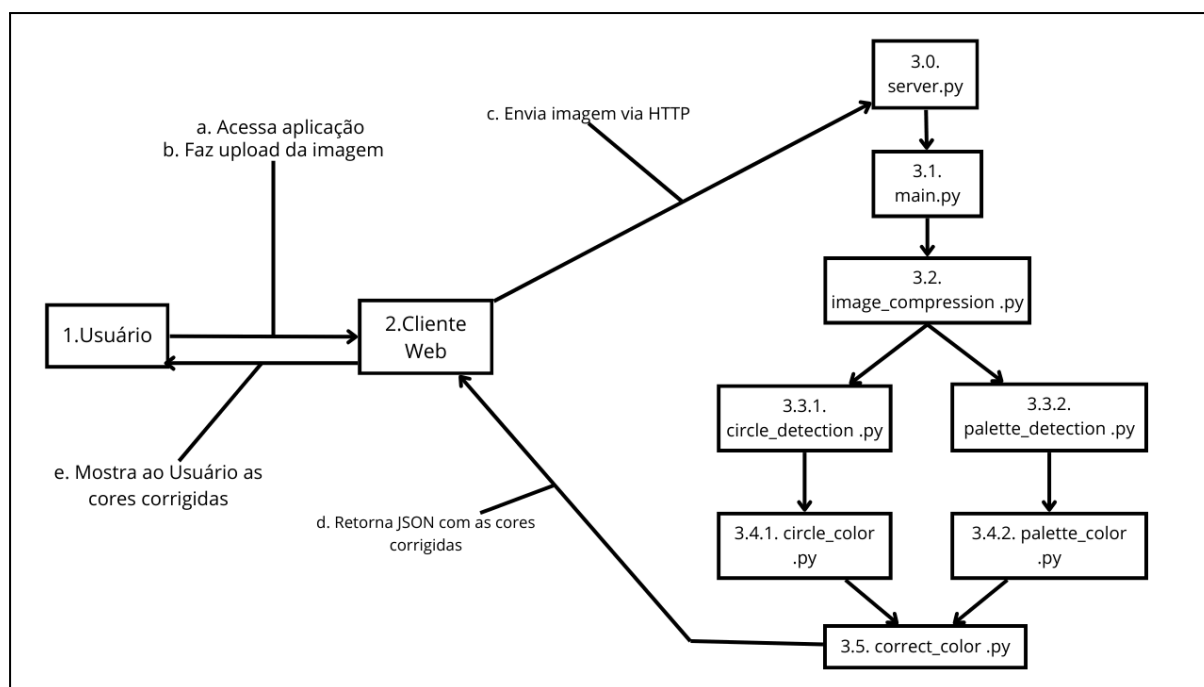 3.0.
server.py
c. Envia imagem via HTTP
a. Acessa aplicação
b. Faz upload da imagem
3.1.
main.py
3.2.
image_compression .py
1.Usuário
2.Cliente
Web
3.3.1.
circle_detection .py
3.3.2.
palette_detection .py
e. Mostra ao Usuário as
cores corrigidas
d. Retorna JSON com as cores
corrigidas
3.4.1. circle_color
.py
3.4.2. palette_color
.py
3.5. correct_color .py